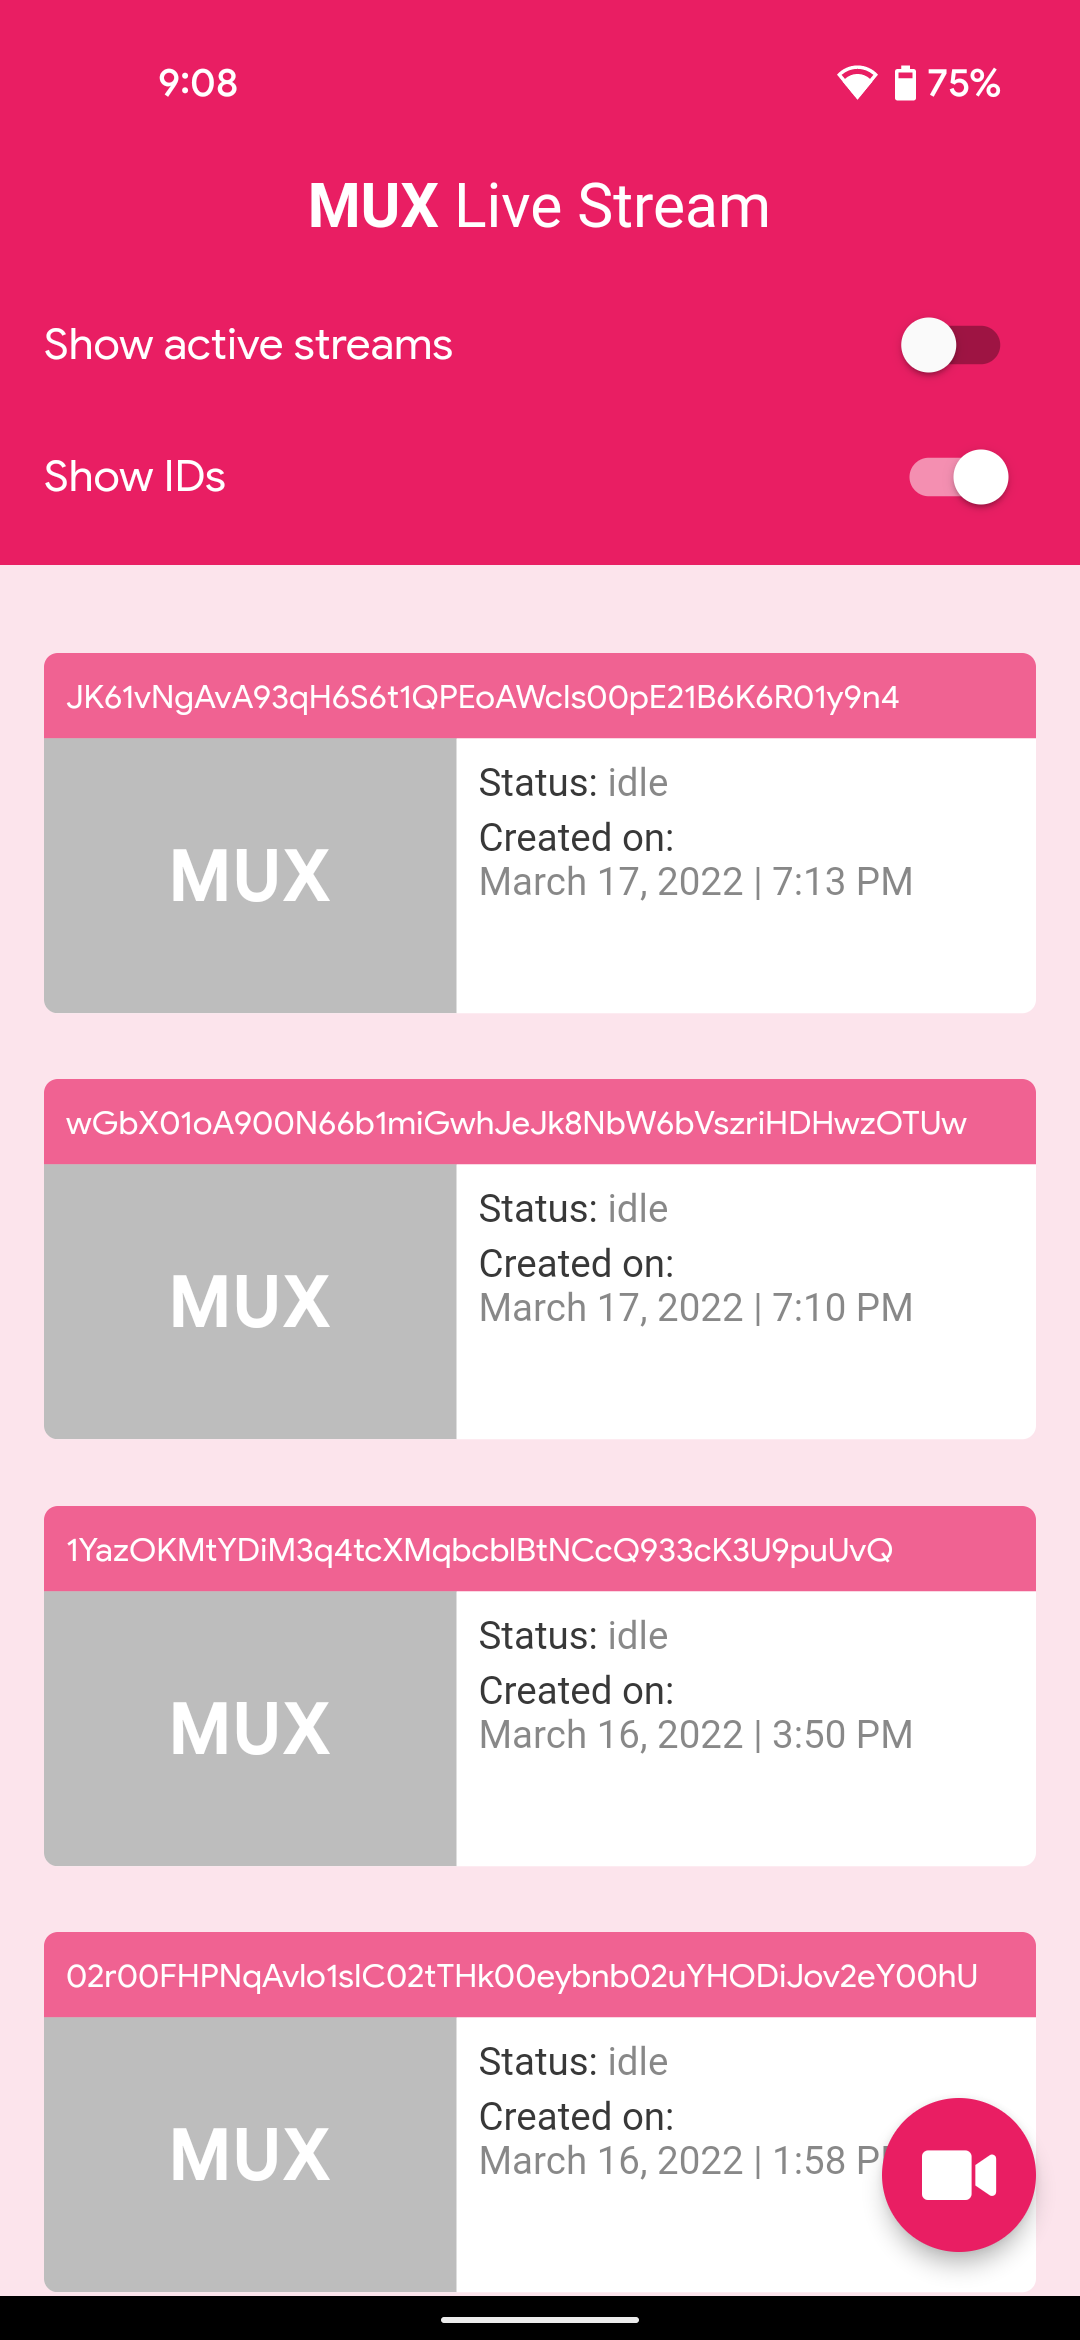 9:08 75%
MUX Live Stream
Show active streams
Show IDs
JK61vNgAvA93qH6S6t1QPEoAWcls00pE21B6K6R01y9n4
MUX
Status: idle
Created on:
March 17, 2022 | 7:13 PM
wGbX01oA900N66b1miGwhJeJk8NbW6bVszriHDHwzOTUw
MUX
Status: idle
Created on:
March 17, 2022 | 7:10 PM
1YazOKMtYDiM3q4tcXMqbcblBtNCcQ933cK3U9puUvQ
MUX
Status: idle
Created on:
March 16, 2022 | 3:50 PM
02r00FHPNqAvlo1slC02tTHk00eybnb02uYHODiJov2eY00hU
MUX
Status: idle
Created on:
March 16, 2022 | 1:58